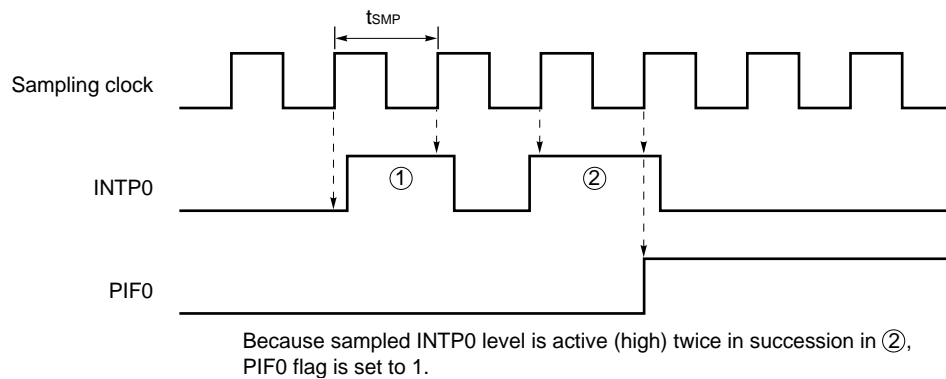 tSMP
Sampling clock
INTP0
①
②
PIF0
Because sampled INTP0 level is active (high) twice in succession in ②,
PIF0 flag is set to 1.